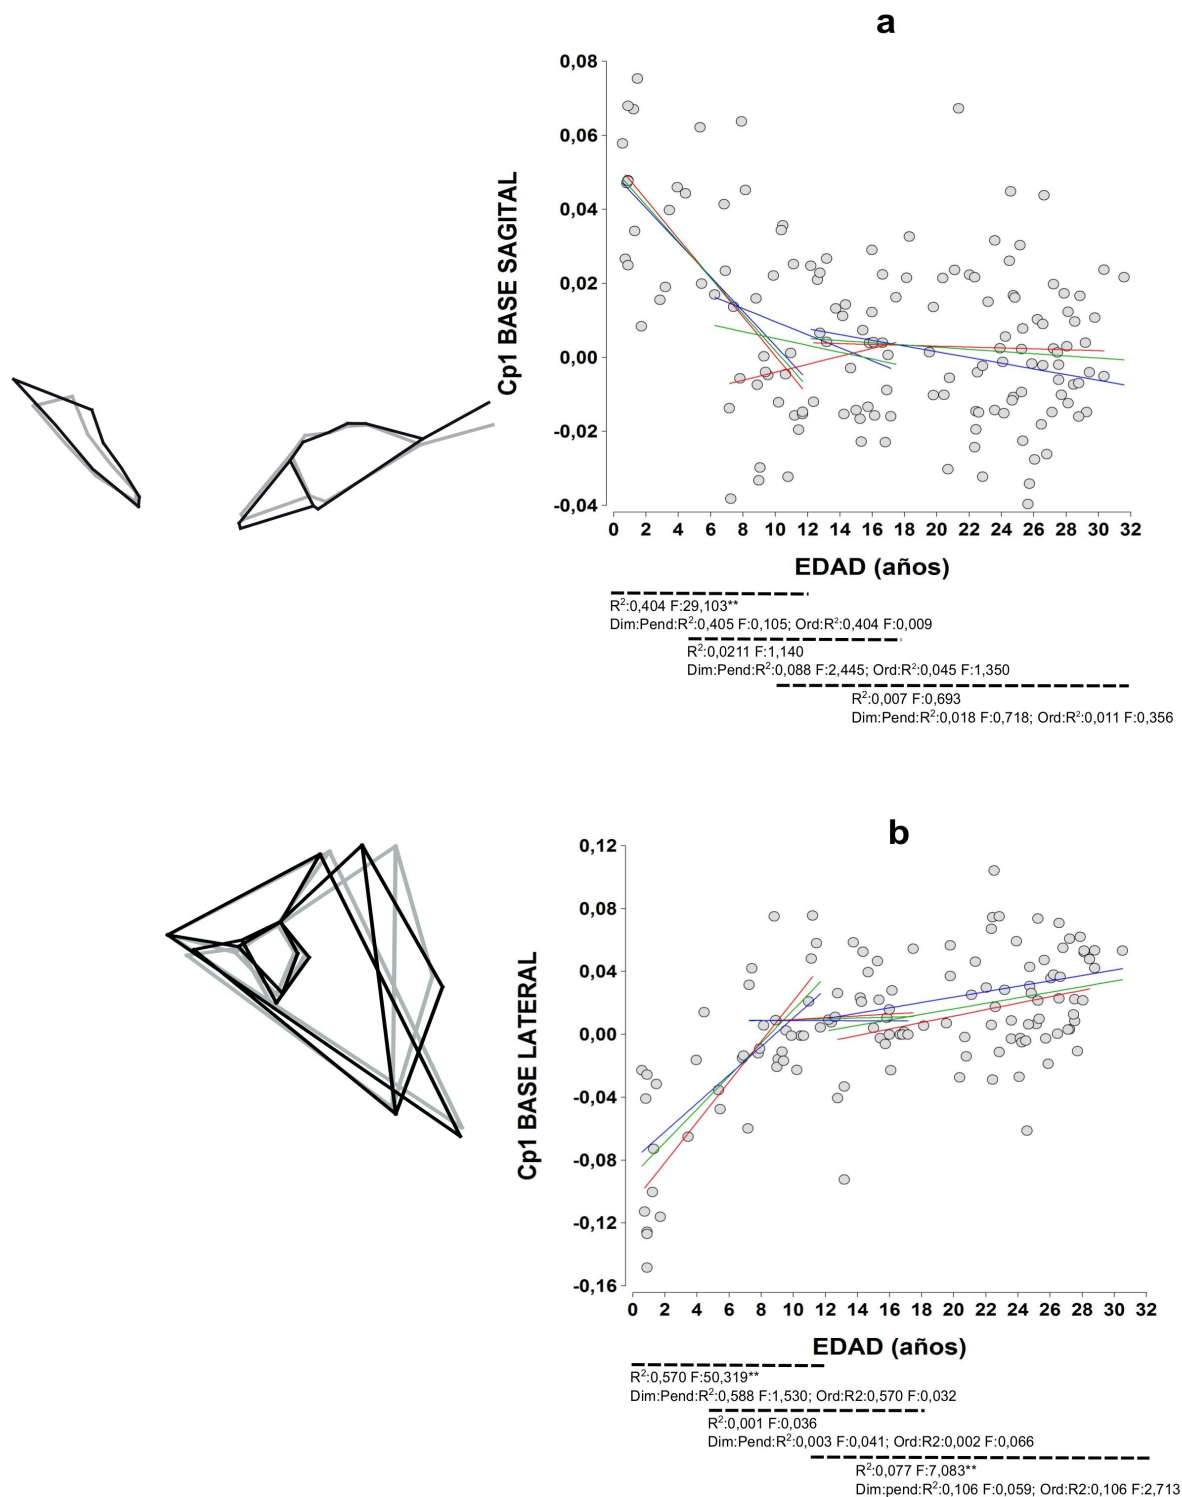 a
0,08
0,06
0,04
0,02
0,00
-0,02
-0,04
Cp1 BASE SAGITAL
0 2 4 6 8 10 12 14 16 18 20 22 24 26 28 30 32
EDAD (años)
R²:0,404 F:29,103**
Dim:Pend:R²:0,405 F:0,105; Ord:R²:0,404 F:0,009
R²:0,0211 F:1,140
Dim:Pend:R²:0,088 F:2,445; Ord:R²:0,045 F:1,350
R²:0,007 F:0,693
Dim:Pend:R²:0,018 F:0,718; Ord:R²:0,011 F:0,356
b
0,12
0,08
0,04
0,00
-0,04
-0,08
-0,12
-0,16
Cp1 BASE LATERAL
0 2 4 6 8 10 12 14 16 18 20 22 24 26 28 30 32
EDAD (años)
R²:0,570 F:50,319**
Dim:Pend:R²:0,588 F:1,530; Ord:R2:0,570 F:0,032
R²:0,001 F:0,036
Dim:Pend:R²:0,003 F:0,041; Ord:R2:0,002 F:0,066
R²:0,077 F:7,083**
Dim:pend:R²:0,106 F:0,059; Ord:R2:0,106 F:2,713